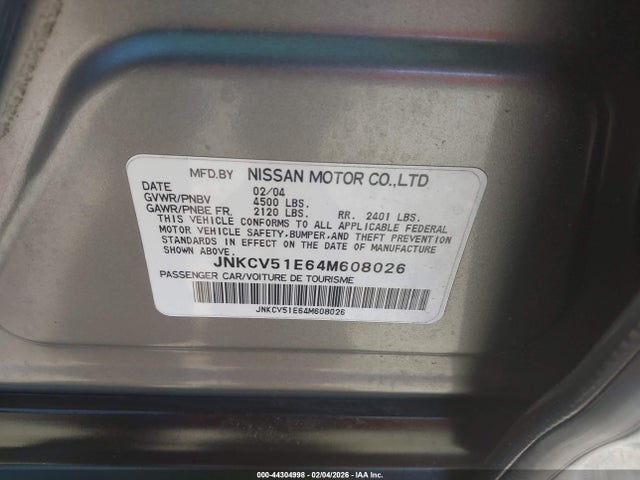 MFD.BY NISSAN MOTOR CO.,LTD
DATE 02/04
GVWR/PNBV 4500 LBS.
GAWR/PNBE FR. 2120 LBS. RR. 2401 LBS.
THIS VEHICLE CONFORMS TO ALL APPLICABLE FEDERAL
MOTOR VEHICLE SAFETY, BUMPER, AND THEFT PREVENTION
STANDARDS IN EFFECT ON THE DATE OF MANUFACTURE
SHOWN ABOVE.
JNKCV51E64M608026
PASSENGER CAR/VOITURE DE TOURISME
JNKCV51E64M608026
000-44304998 - 02/04/2026 - IAA Inc.